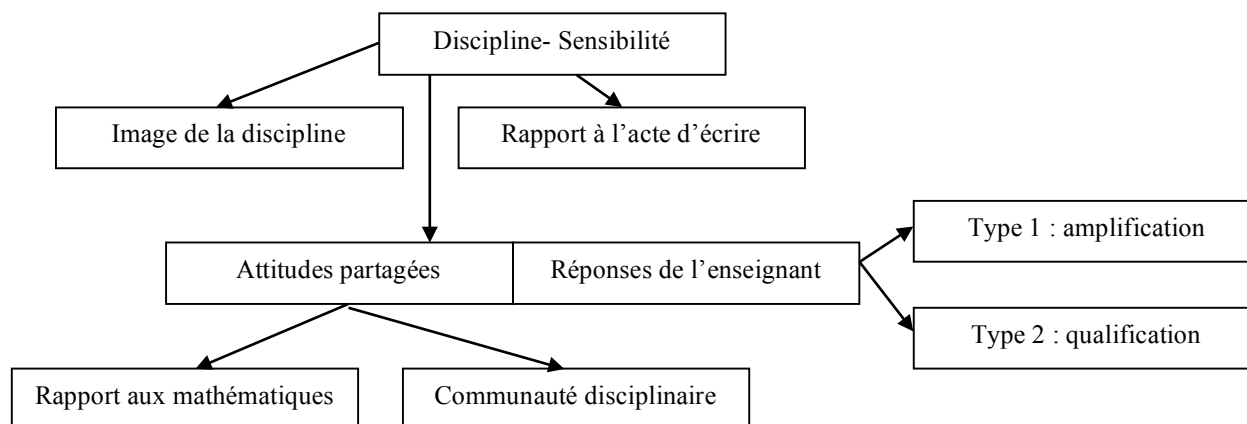 Discipline- Sensibilité
Image de la discipline
Rapport à l’acte d’écrire
Type 1 : amplification
Attitudes partagées
Réponses de l’enseignant
Type 2 : qualification
Rapport aux mathématiques
Communauté disciplinaire